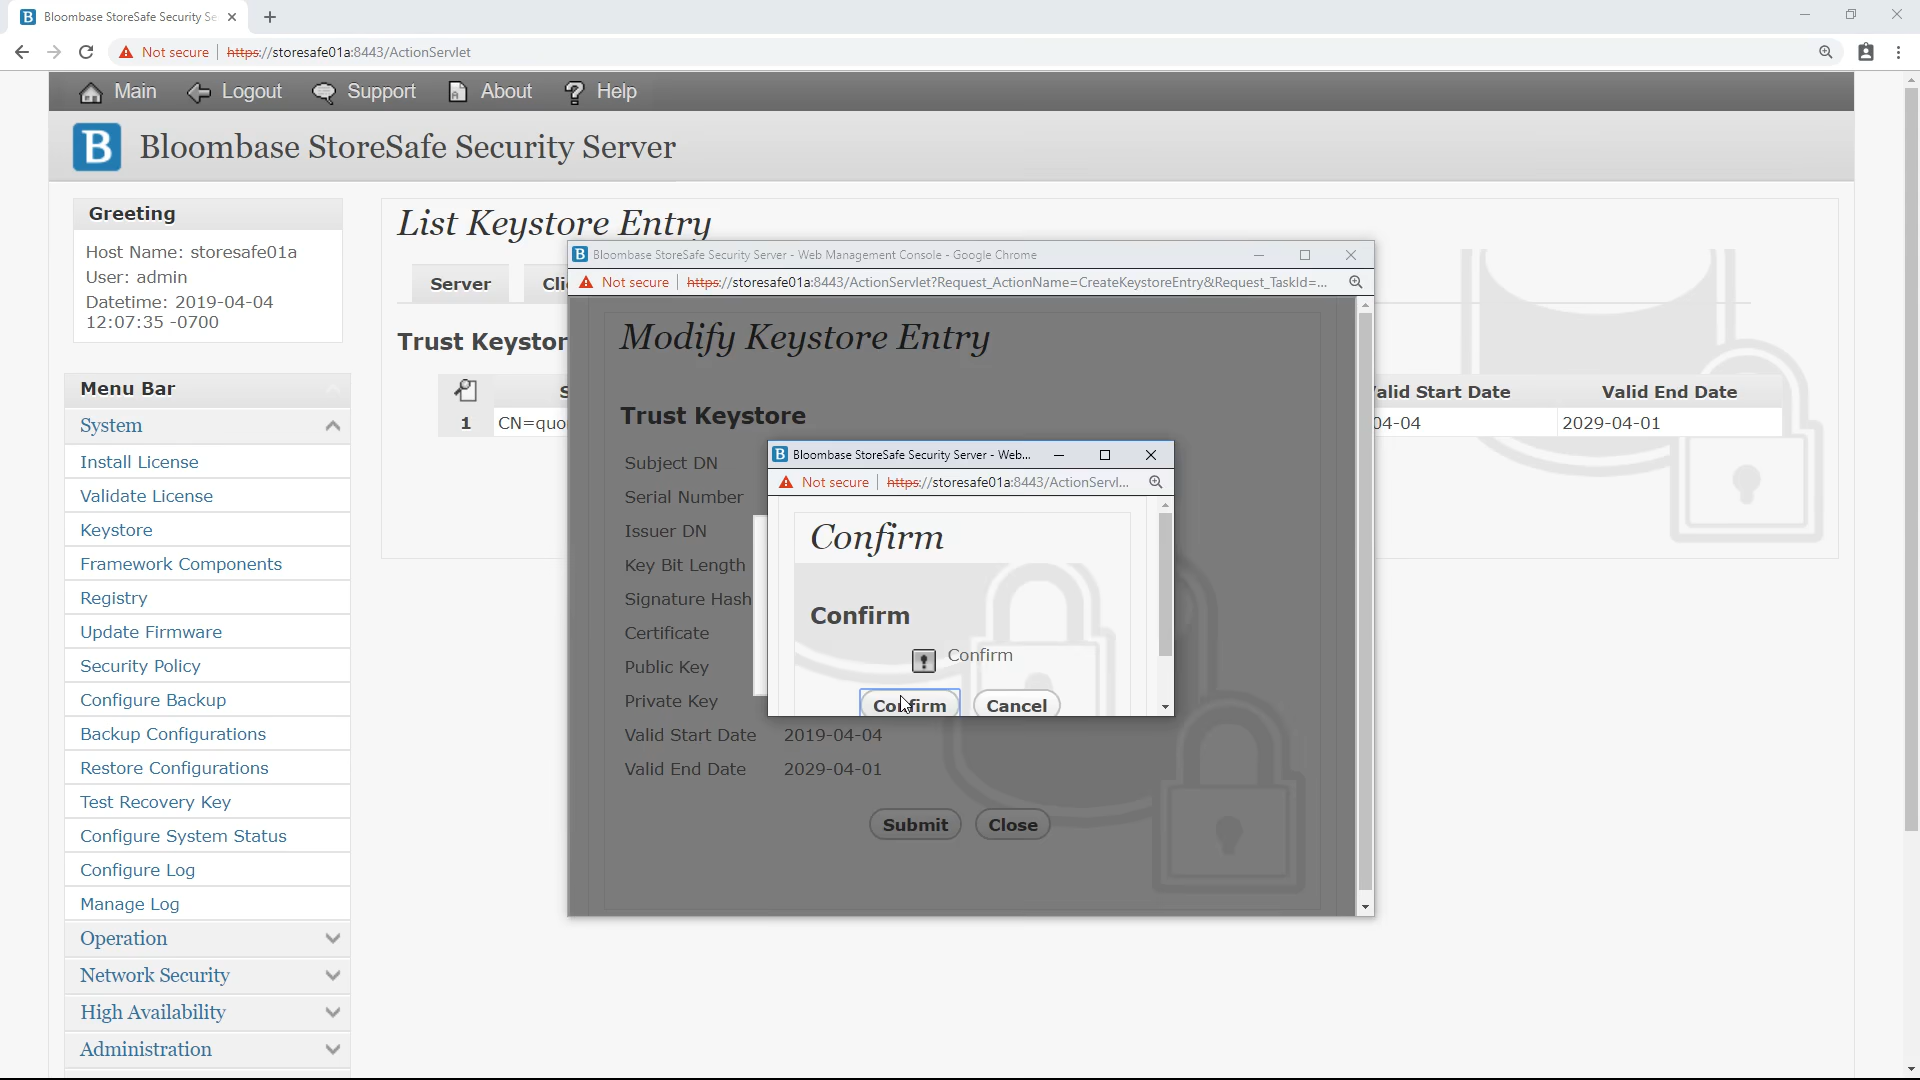 Bloombase StoreSafe Security Se
Not secure https://storesafe01a:8443/ActionServlet
Main Logout Support About Help
B Bloombase StoreSafe Security Server
Greeting
Host Name: storesafe01a
User: admin
Datetime: 2019-04-04
12:07:35 -0700
Menu Bar
System
Install License
Validate License
Keystore
Framework Components
Registry
Update Firmware
Security Policy
Configure Backup
Backup Configurations
Restore Configurations
Test Recovery Key
Configure System Status
Configure Log
Manage Log
Operation
Network Security
High Availability
Administration
List Keystore Entry
Server Cli
Trust Keystor
S alid Start Date Valid End Date
1 CN=quo 04-04 2029-04-01
Bloombase StoreSafe Security Server - Web Management Console - Google Chrome
Not secure https://storesafe01a:8443/ActionServlet?Request_ActionName=CreateKeystoreEntry&Request_TaskId=...
Modify Keystore Entry
Trust Keystore
Subject DN
Serial Number
Issuer DN
Key Bit Length
Signature Hash
Certificate
Public Key
Private Key
Valid Start Date 2019-04-04
Valid End Date 2029-04-01
Submit Close
Bloombase StoreSafe Security Server - Web...
Not secure https://storesafe01a:8443/ActionServl...
Confirm
Confirm
Confirm
Confirm Cancel